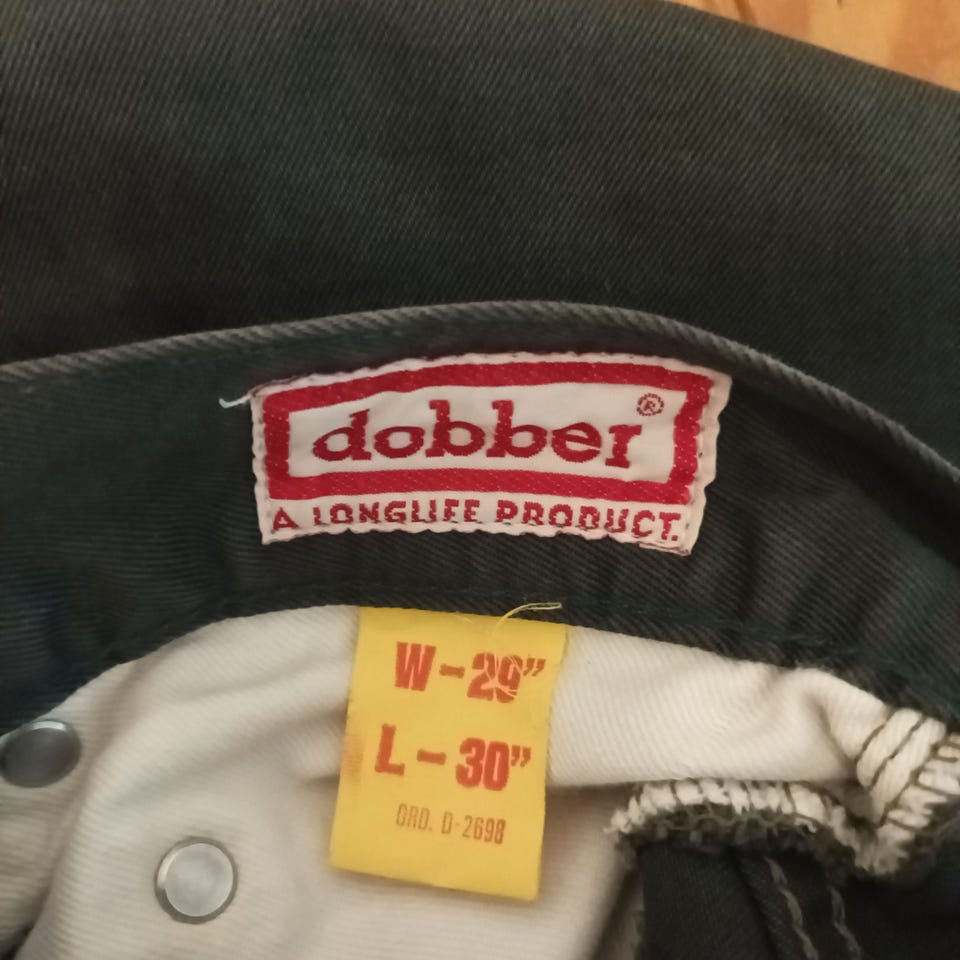 dobber®
A LONGLIFE PRODUCT.
W-29”
L-30”
ORD. D-2698